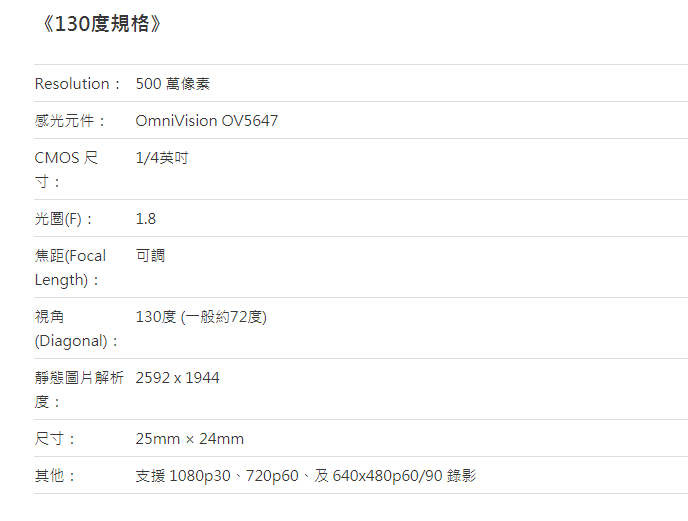 《130度規格》
Resolution： 500 萬像素
感光元件： OmniVision OV5647
CMOS 尺 1/4英吋
寸：
光圈(F)： 1.8
焦距(Focal 可調
Length)：
視角 130度 (一般約72度)
(Diagonal)：
靜態圖片解析 2592 x 1944
度：
尺寸： 25mm × 24mm
其他： 支援 1080p30、720p60、及 640x480p60/90 錄影